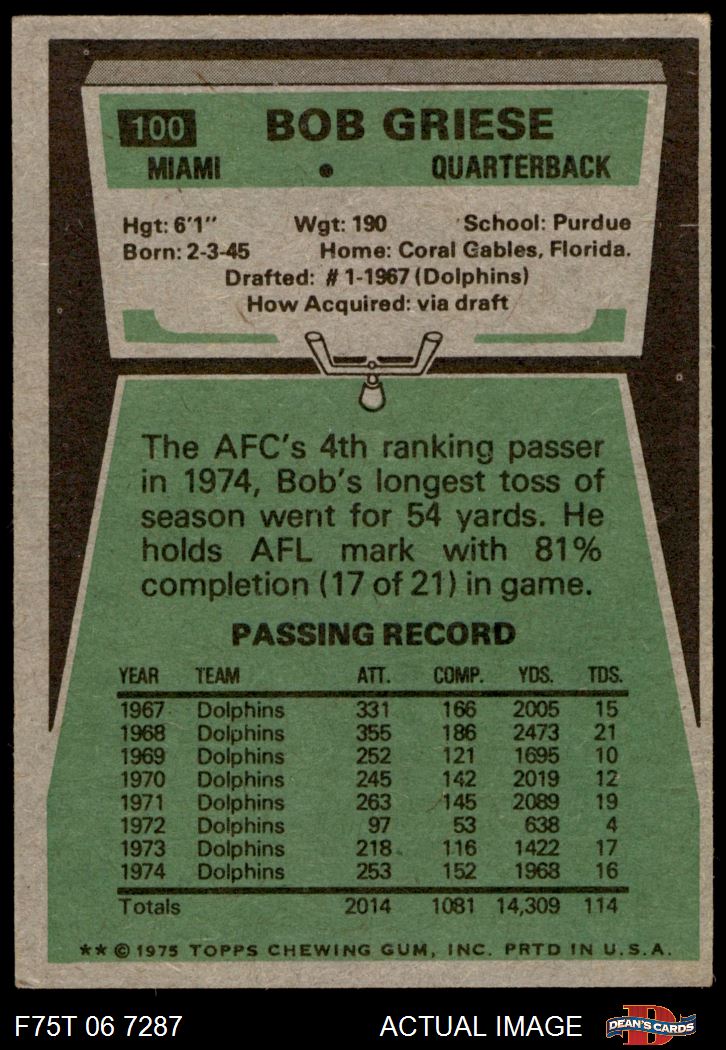 100 BOB GRIESE
MIAMI • QUARTERBACK
Hgt: 6'1" Wgt: 190 School: Purdue
Born: 2-3-45 Home: Coral Gables, Florida.
Drafted: #1-1967 (Dolphins)
How Acquired: via draft
The AFC's 4th ranking passer
in 1974, Bob's longest toss of
season went for 54 yards. He
holds AFL mark with 81%
completion (17 of 21) in game.
PASSING RECORD
YEAR TEAM ATT. COMP. YDS. TDS.
1967 Dolphins 331 166 2005 15
1968 Dolphins 355 186 2473 21
1969 Dolphins 252 121 1695 10
1970 Dolphins 245 142 2019 12
1971 Dolphins 263 145 2089 19
1972 Dolphins 97 53 638 4
1973 Dolphins 218 116 1422 17
1974 Dolphins 253 152 1968 16
Totals 2014 1081 14,309 114
** © 1975 TOPPS CHEWING GUM, INC. PRTD IN U.S.A.
F75T 06 7287 ACTUAL IMAGE D DEAN'S CARDS